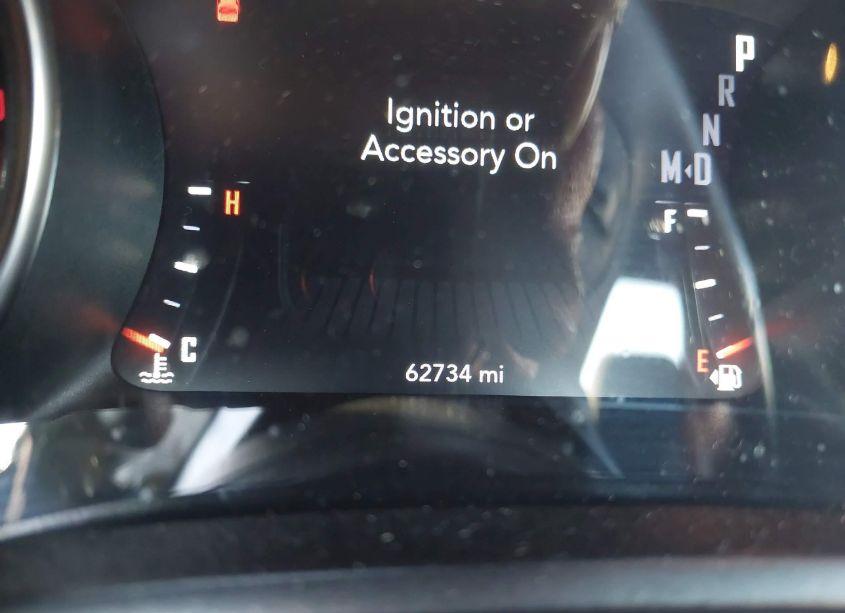 P
Ignition or
R
Accessory On
N
M D
H
F
C
E
62734 mi